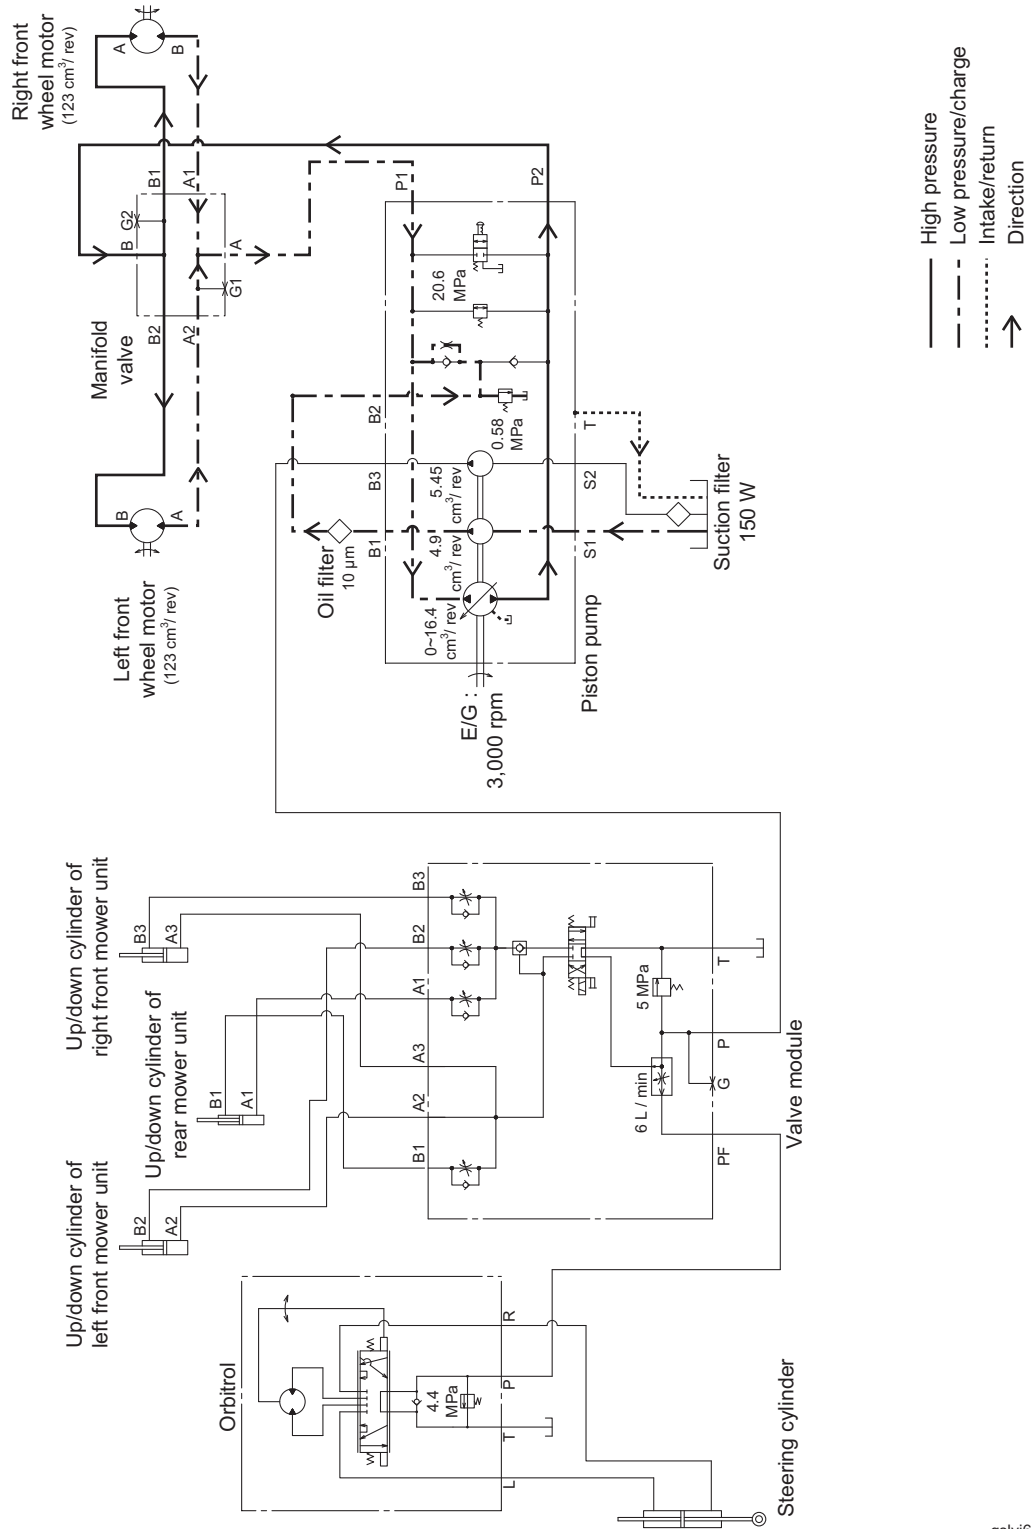 Right front
wheel motor
(123 cm³/ rev)
A
B
B1
A1
G2
B
A
G1
B2
A2
Manifold
valve
B
A
Left front
wheel motor
(123 cm³/ rev)
P1
P2
20.6
MPa
0.58
MPa
B2
B3
B1
T
S2
S1
5.45
cm³/ rev
4.9
cm³/ rev
0~16.4
cm³/ rev
Oil filter
10 µm
Suction filter
150 W
Piston pump
E/G :
3,000 rpm
High pressure
Low pressure/charge
Intake/return
Direction
Up/down cylinder of
right front mower unit
B3
A3
Up/down cylinder of
rear mower unit
B1
A1
Up/down cylinder of
left front mower unit
B2
A2
B3
B2
A1
A3
A2
B1
5 MPa
6 L / min
T
P
G
PF
Valve module
Orbitrol
4.4
MPa
R
P
T
L
Steering cylinder